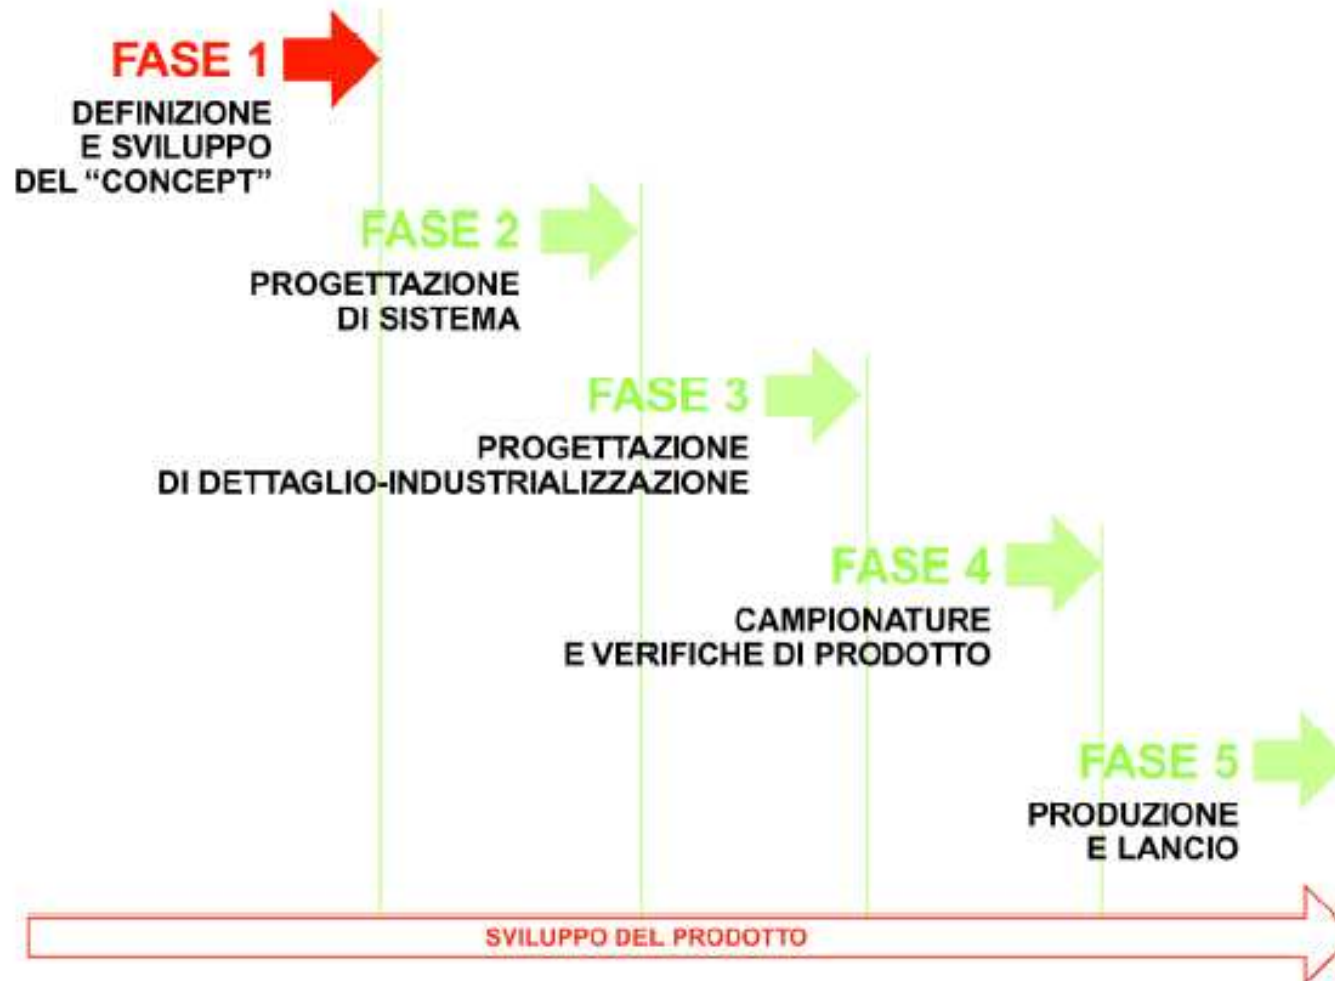 FASE 1
DEFINIZIONE
E SVILUPPO
DEL “CONCEPT”
FASE 2
PROGETTAZIONE
DI SISTEMA
FASE 3
PROGETTAZIONE
DI DETTAGLIO-INDUSTRIALIZZAZIONE
FASE 4
CAMPIONATURE
E VERIFICHE DI PRODOTTO
FASE 5
PRODUZIONE
E LANCIO
SVILUPPO DEL PRODOTTO